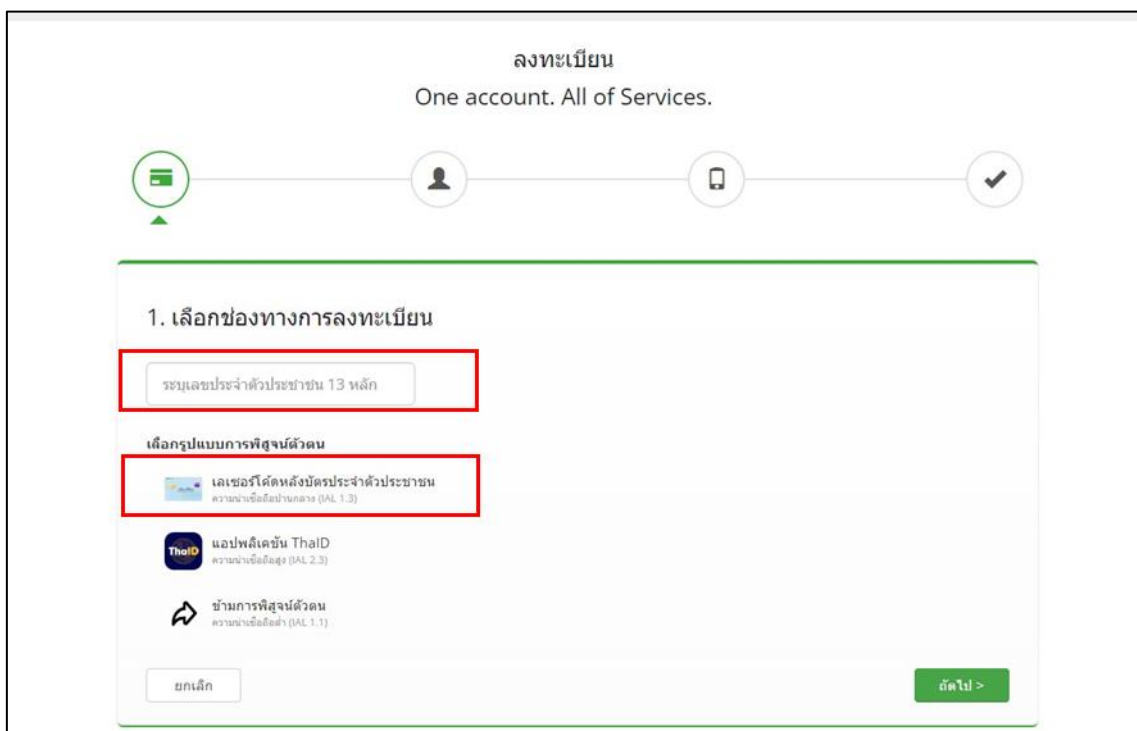 ลงทะเบียน
One account. All of Services.
1. เลือกช่องทางการลงทะเบียน
ระบุเลขประจำตัวประชาชน 13 หลัก
เลือกรูปแบบการพิสูจน์ตัวตน
เลเซอร์โค้ดหลังบัตรประจำตัวประชาชน
ความน่าเชื่อถือปานกลาง (IAL 1.3)
ThaID
แอปพลิเคชัน ThaID
ความน่าเชื่อถือสูง (IAL 2.3)
ข้ามการพิสูจน์ตัวตน
ความน่าเชื่อถือต่ำ (IAL 1.1)
ยกเลิก
ถัดไป >